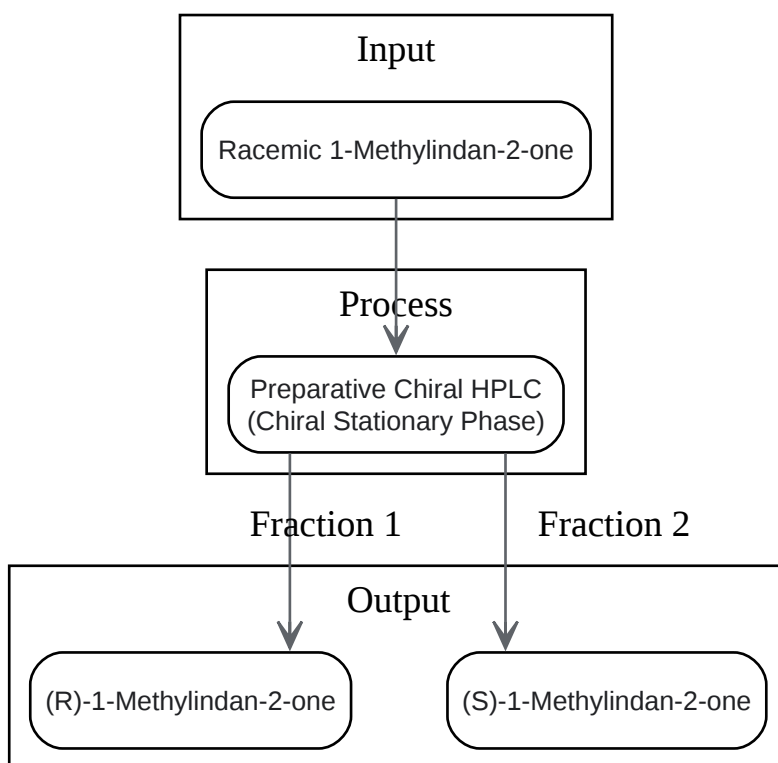 Input
Racemic 1-Methylindan-2-one
Process
Preparative Chiral HPLC
(Chiral Stationary Phase)
Fraction 1
Fraction 2
Output
(R)-1-Methylindan-2-one
(S)-1-Methylindan-2-one